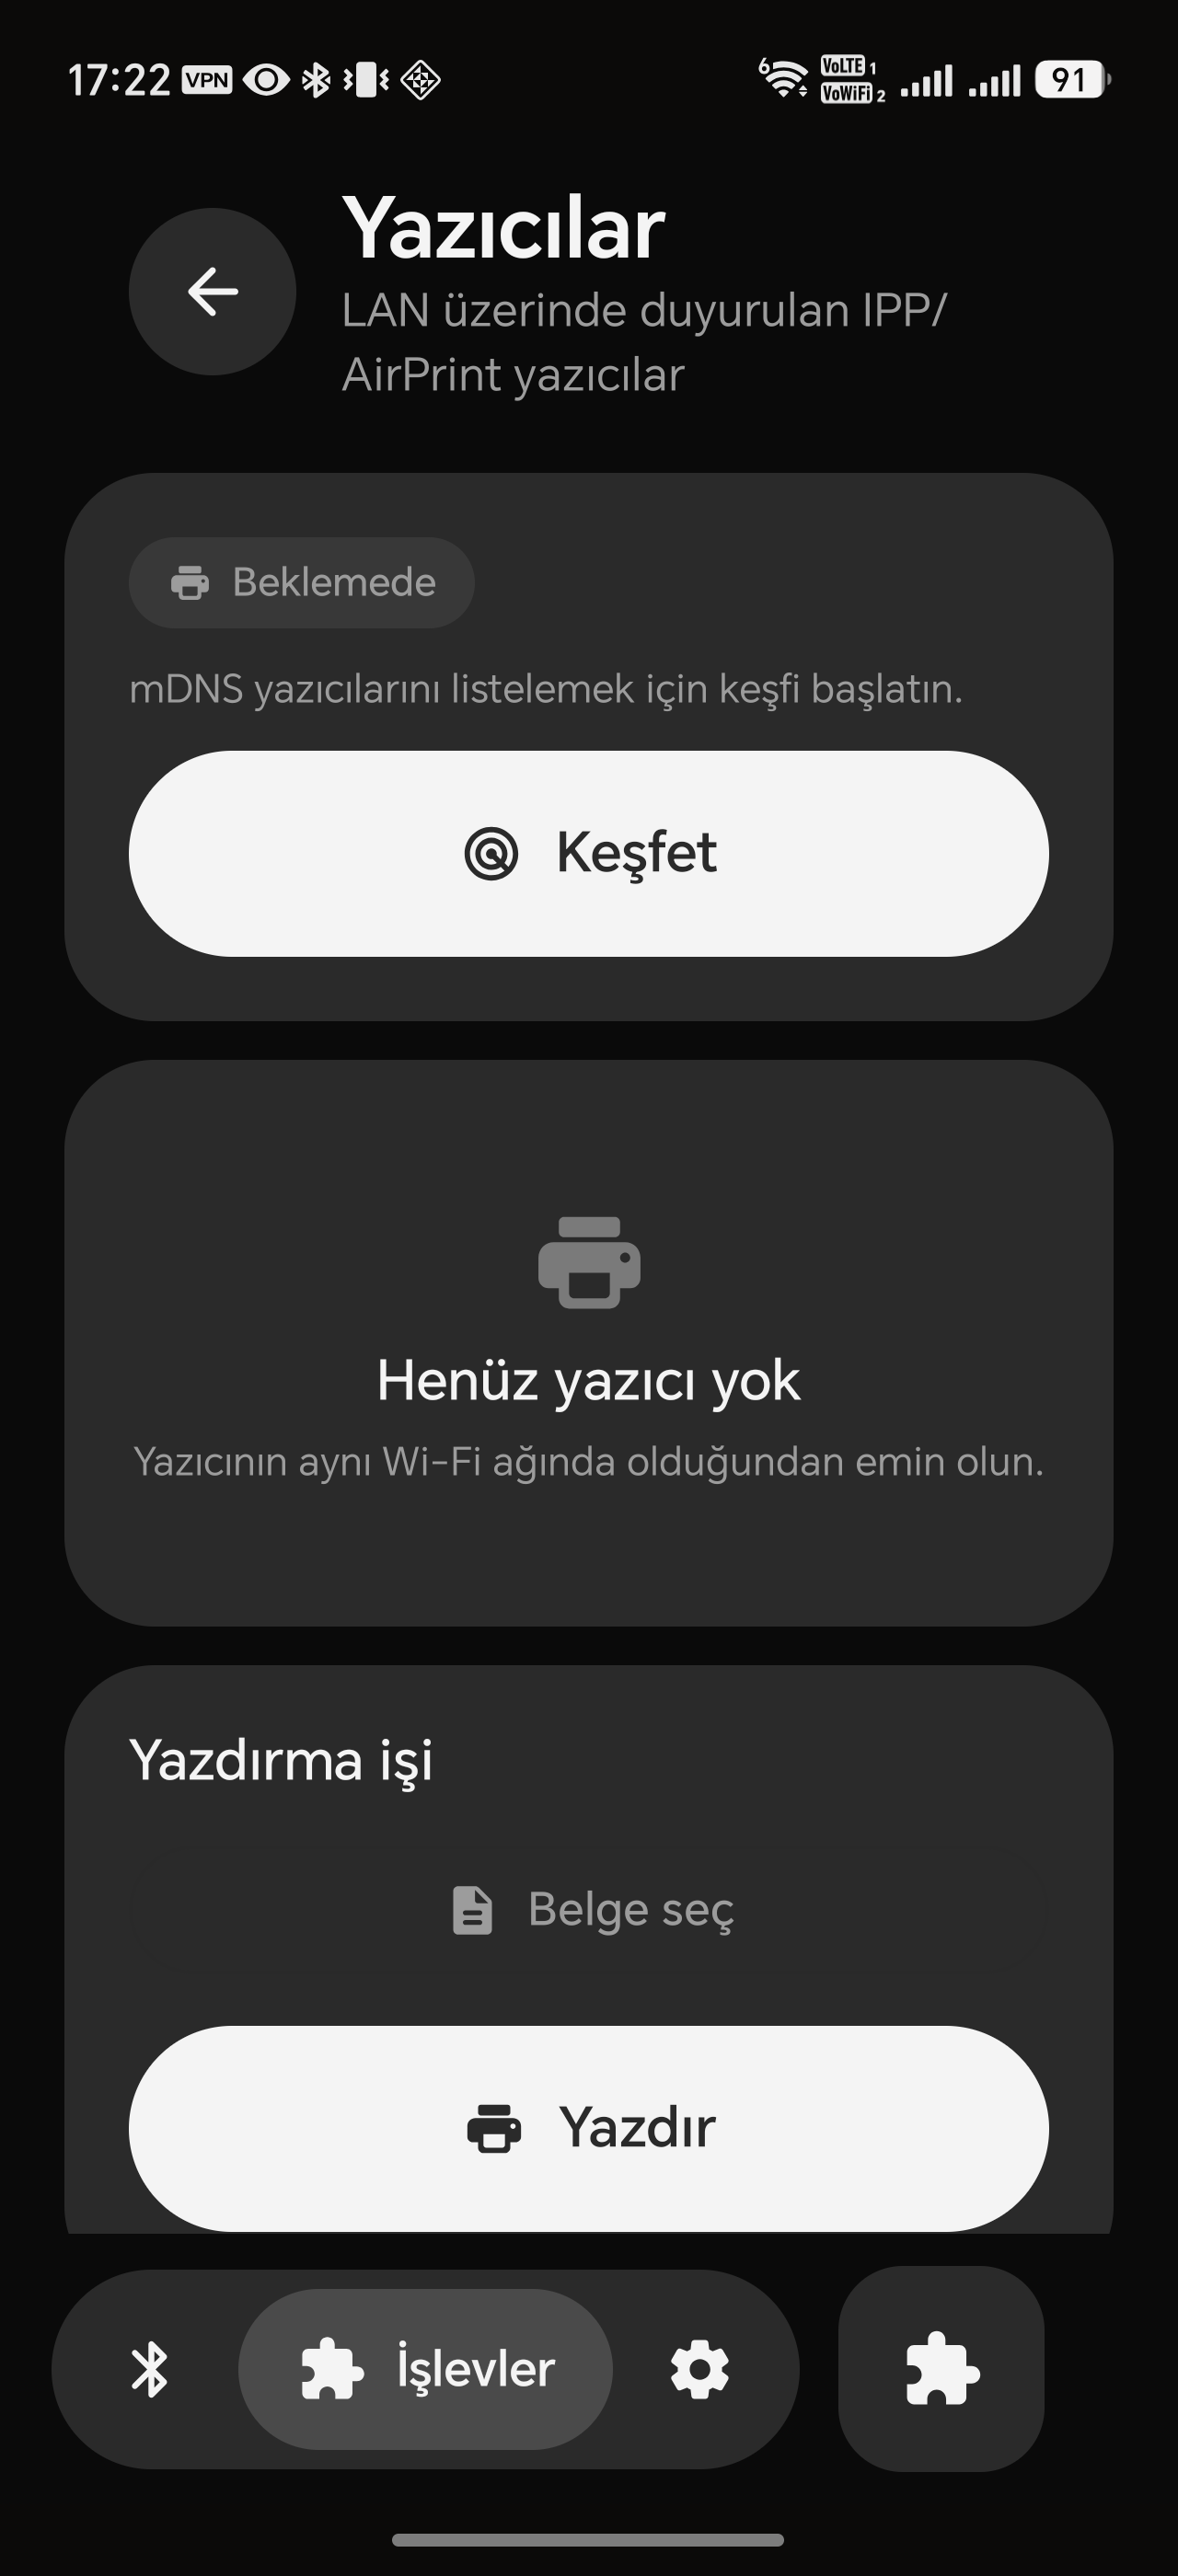 17:22 VPN 6 VoLTE 1 VoWiFi 2 91
Yazıcılar
LAN üzerinde duyurulan IPP/
AirPrint yazıcılar
Beklemede
mDNS yazıcılarını listelemek için keşfi başlatın.
Keşfet
Henüz yazıcı yok
Yazıcının aynı Wi-Fi ağında olduğundan emin olun.
Yazdırma işi
Belge seç
Yazdır
İşlevler